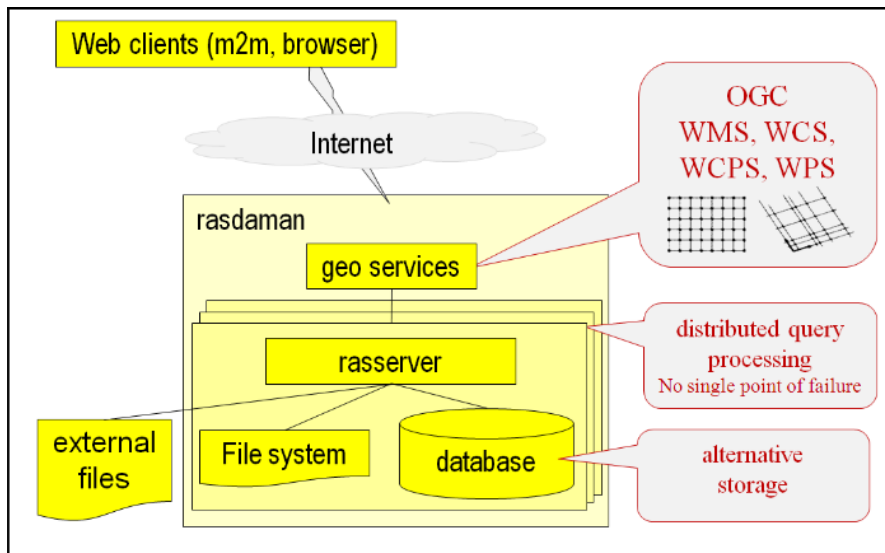 Web clients (m2m, browser)
Internet
OGC
WMS, WCS,
WCPS, WPS
rasdaman
geo services
distributed query
processing
No single point of failure
rasserver
external
files
File system
database
alternative
storage